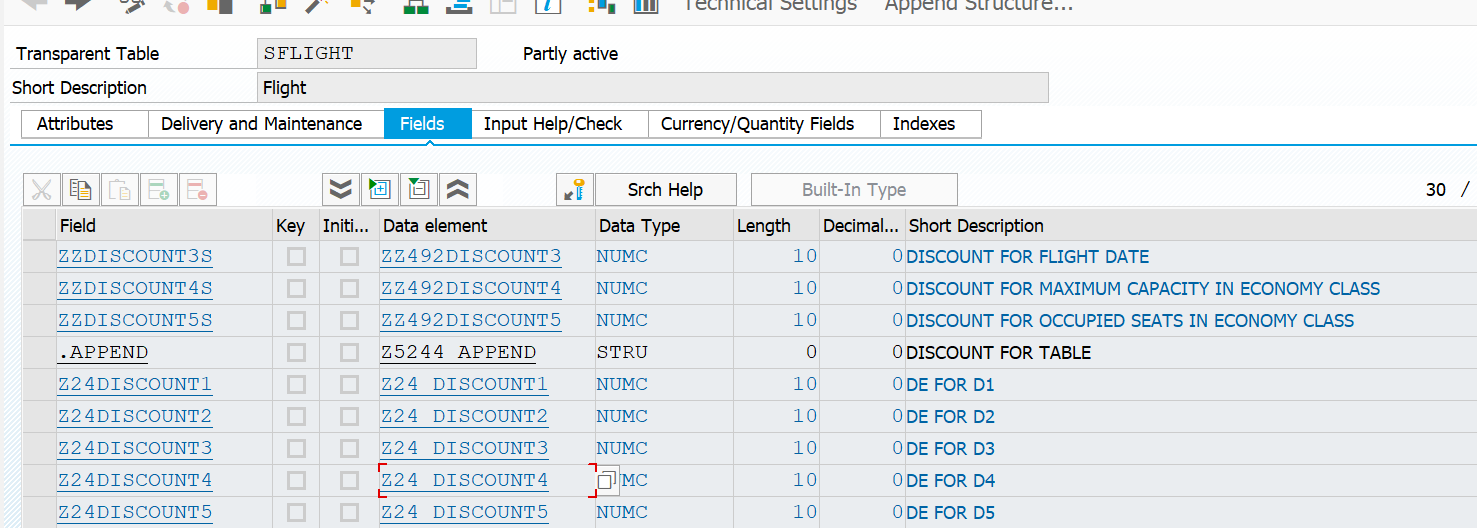 Technical Settings Append Structure...
Transparent Table SFLIGHT Partly active
Short Description Flight
Attributes Delivery and Maintenance Fields Input Help/Check Currency/Quantity Fields Indexes
Srch Help Built-In Type 30 /
Field Key Initi... Data element Data Type Length Decimal... Short Description
ZZDISCOUNT3S ZZ492DISCOUNT3 NUMC 10 0 DISCOUNT FOR FLIGHT DATE
ZZDISCOUNT4S ZZ492DISCOUNT4 NUMC 10 0 DISCOUNT FOR MAXIMUM CAPACITY IN ECONOMY CLASS
ZZDISCOUNT5S ZZ492DISCOUNT5 NUMC 10 0 DISCOUNT FOR OCCUPIED SEATS IN ECONOMY CLASS
.APPEND Z5244 APPEND STRU 0 0 DISCOUNT FOR TABLE
Z24DISCOUNT1 Z24 DISCOUNT1 NUMC 10 0 DE FOR D1
Z24DISCOUNT2 Z24 DISCOUNT2 NUMC 10 0 DE FOR D2
Z24DISCOUNT3 Z24 DISCOUNT3 NUMC 10 0 DE FOR D3
Z24DISCOUNT4 Z24 DISCOUNT4 MC 10 0 DE FOR D4
Z24DISCOUNT5 Z24 DISCOUNT5 NUMC 10 0 DE FOR D5